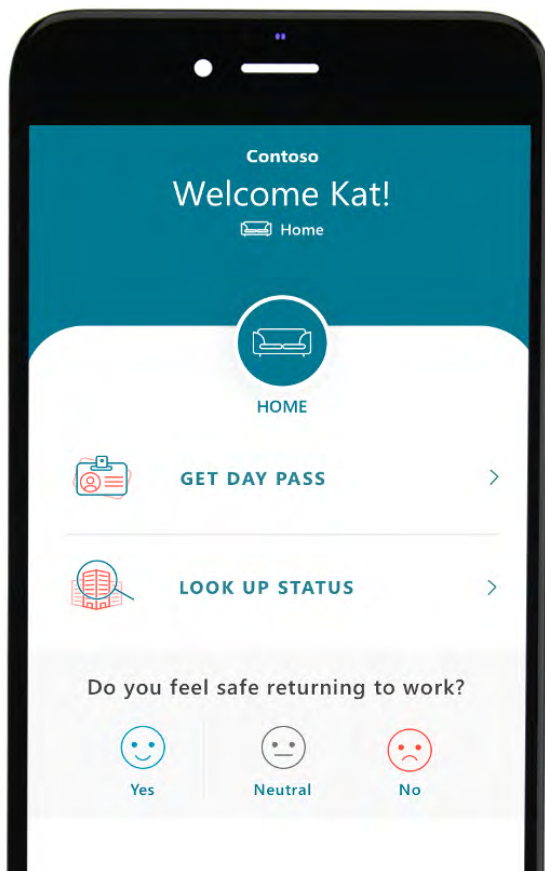 Contoso
Welcome Kat!
Home
HOME
GET DAY PASS
LOOK UP STATUS
Do you feel safe returning to work?
Yes Neutral No